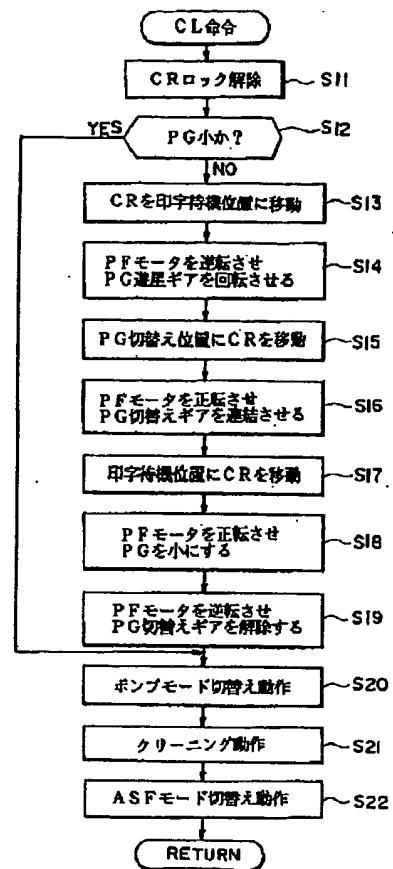 CL命令
CRロック解除
S11
PG小か?
S12
YES
NO
CRを印字待機位置に移動
S13
PFモータを逆転させ
PG遊星ギアを回転させる
S14
PG切替え位置にCRを移動
S15
PFモータを正転させ
PG切替えギアを連結させる
S16
印字待機位置にCRを移動
S17
PFモータを正転させ
PGを小にする
S18
PFモータを逆転させ
PG切替えギアを解除する
S19
ポンプモード切替え動作
S20
クリーニング動作
S21
ASFモード切替え動作
S22
RETURN